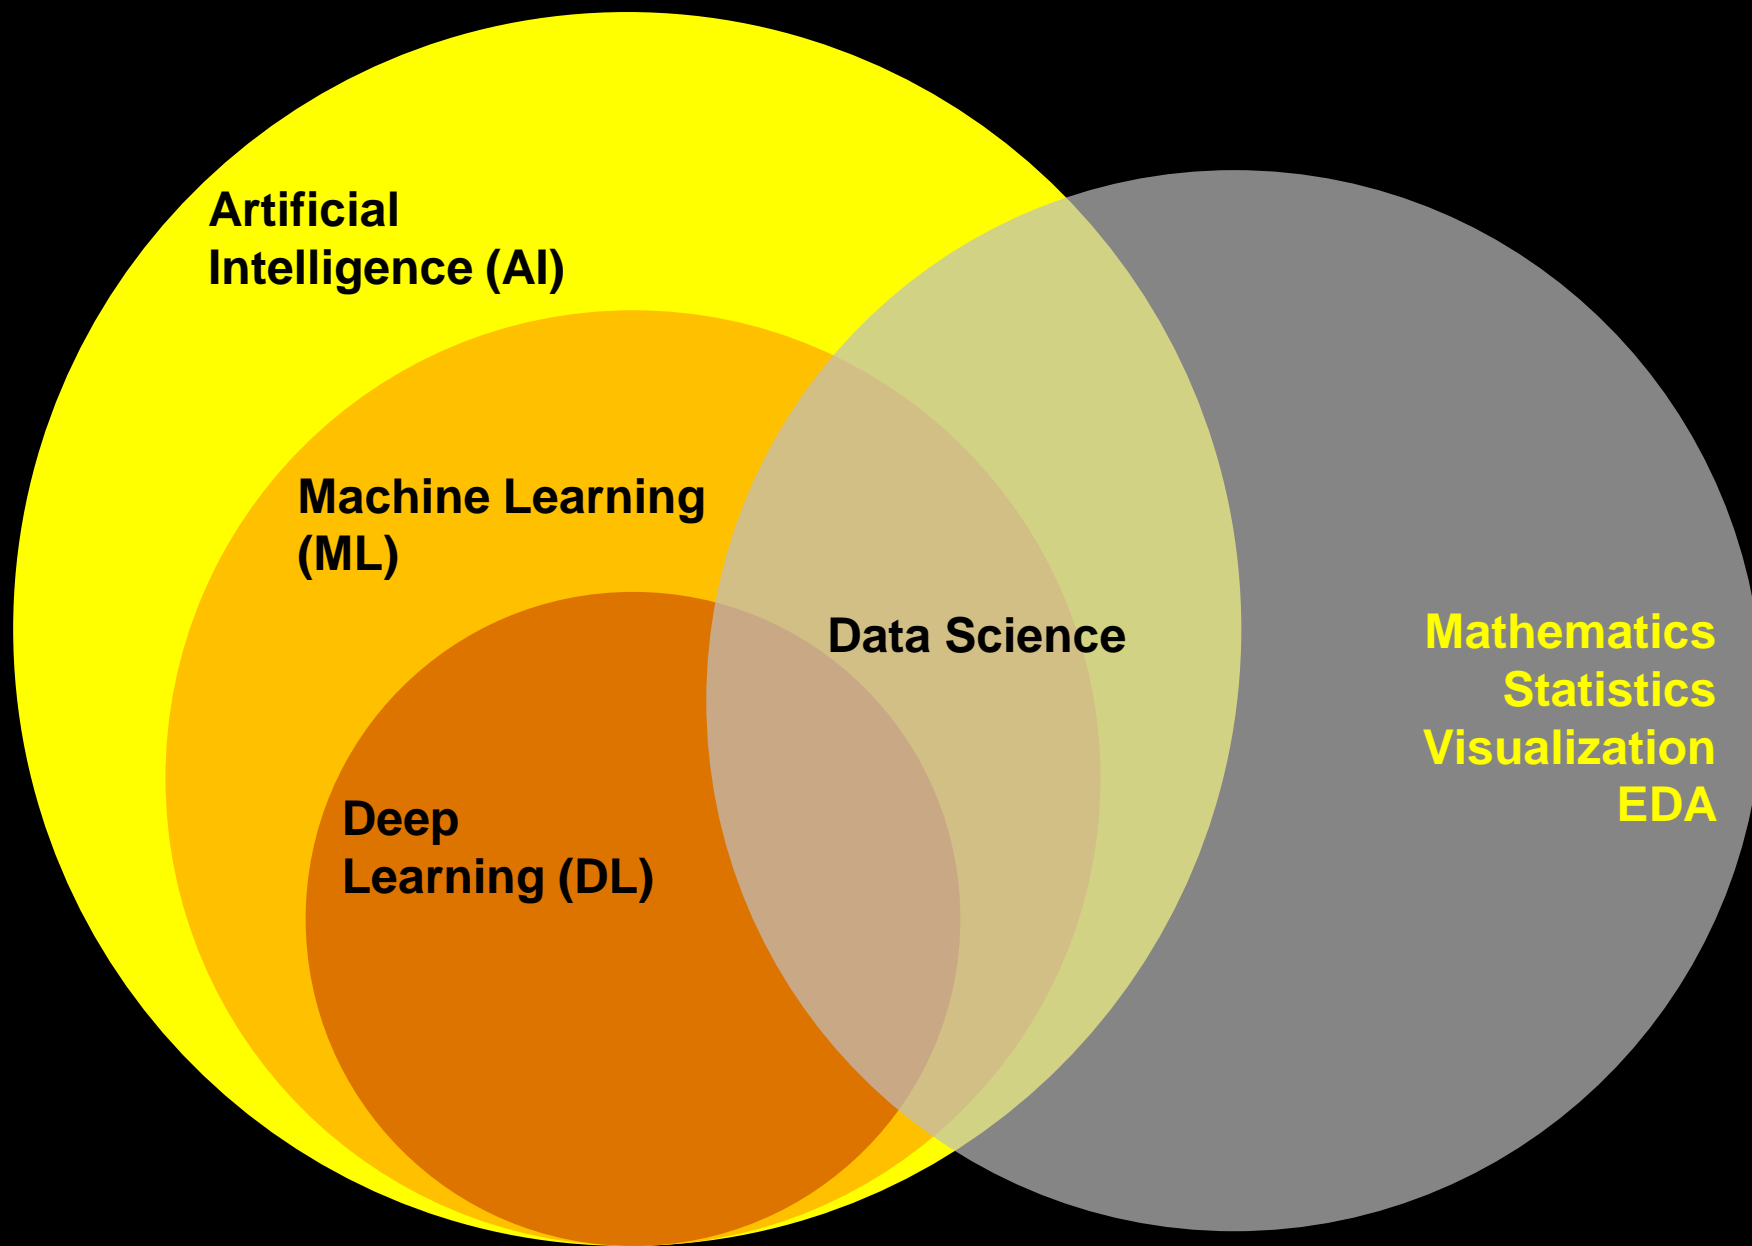 Artificial
Intelligence (AI)
Machine Learning
(ML)
Data Science
Deep
Learning (DL)
Mathematics
Statistics
Visualization
EDA